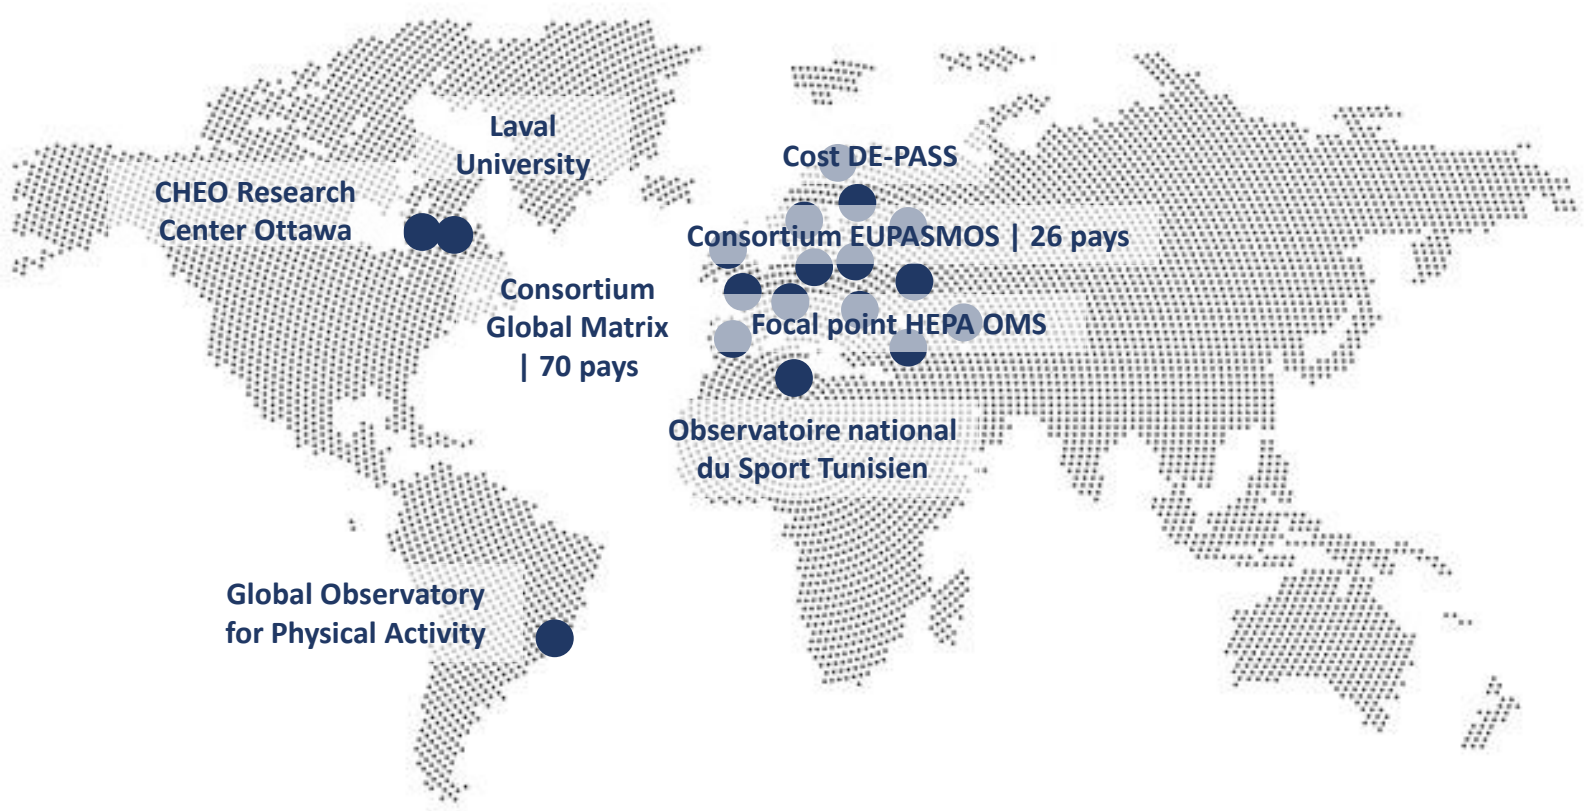 Laval
University
CHEO Research
Center Ottawa
Cost DE-PASS
Consortium EUPASMOS | 26 pays
Consortium
Global Matrix
| 70 pays
Focal point HEPA OMS
Observatoire national
du Sport Tunisien
Global Observatory
for Physical Activity